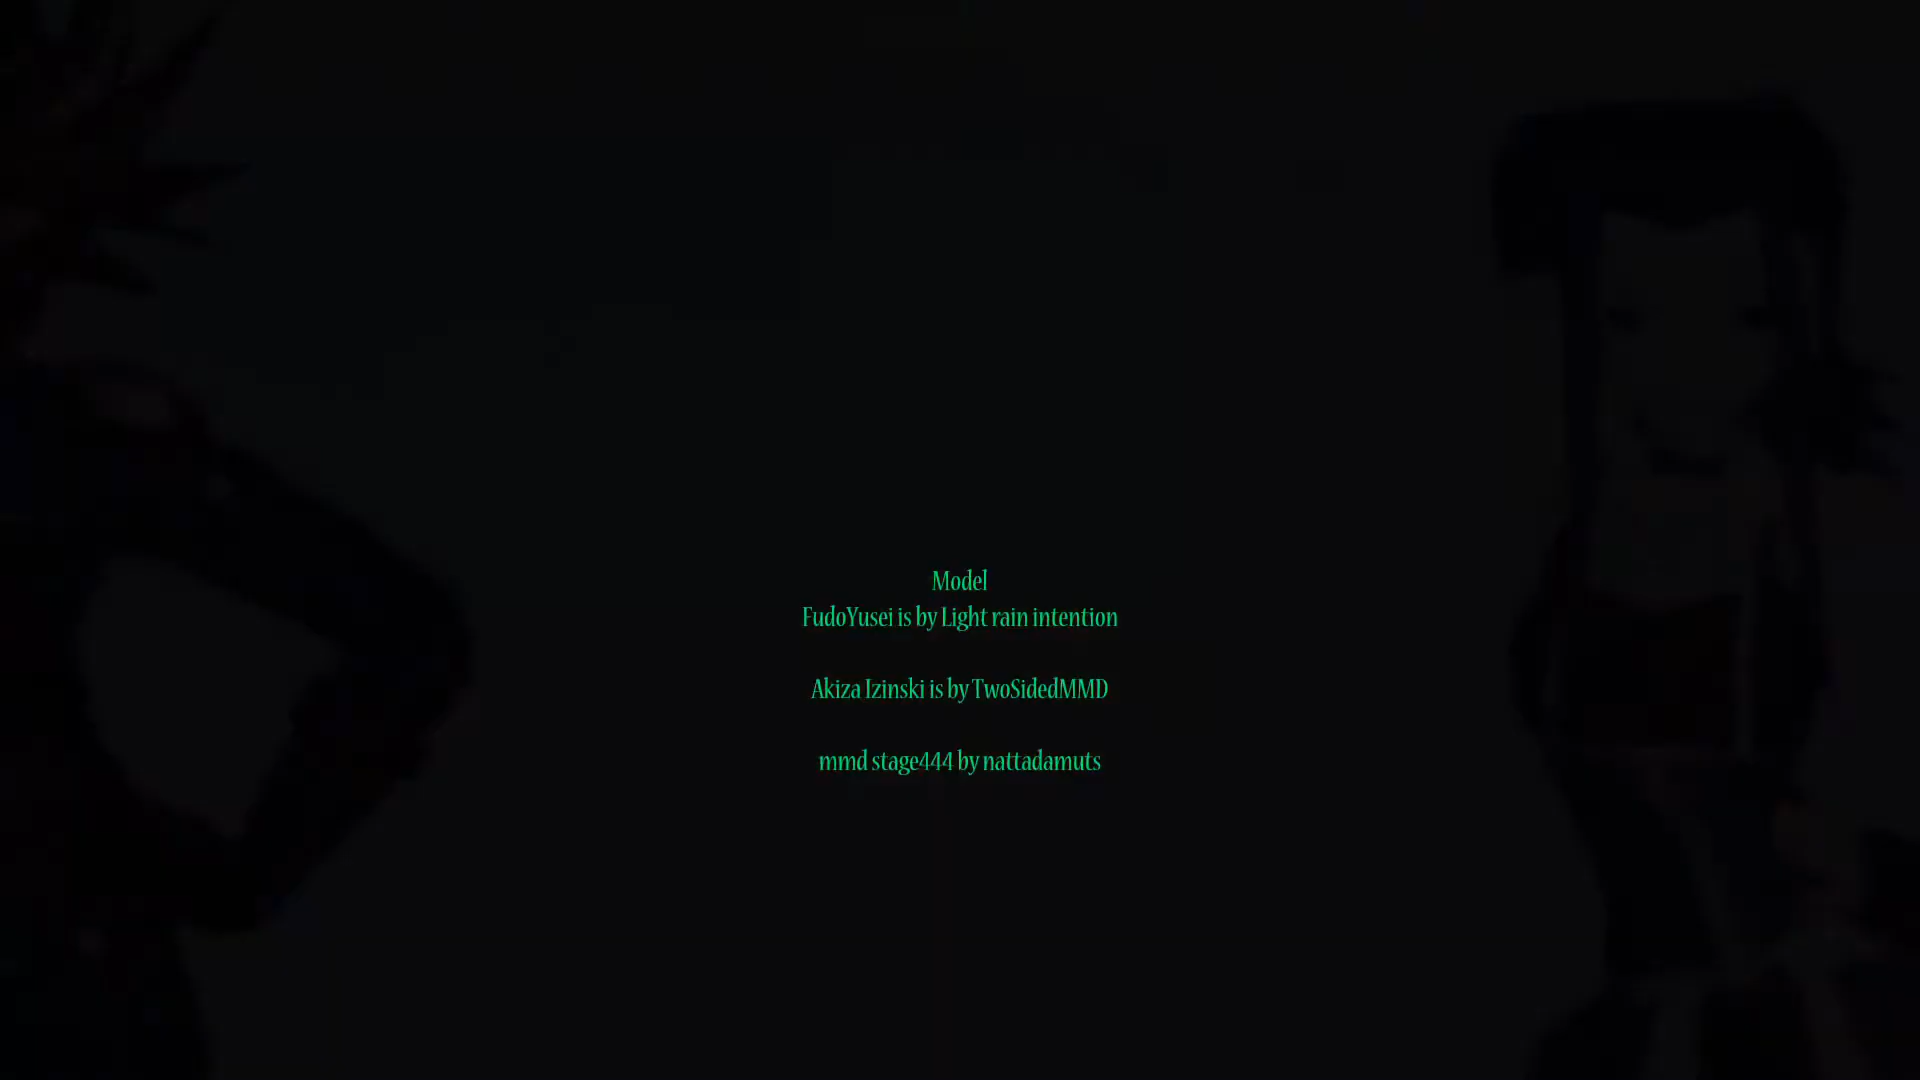 Model
FudoYusei is by Light rain intention
Akiza Izinski is by TwoSidedMMD
mmd stage444 by nattadamuts